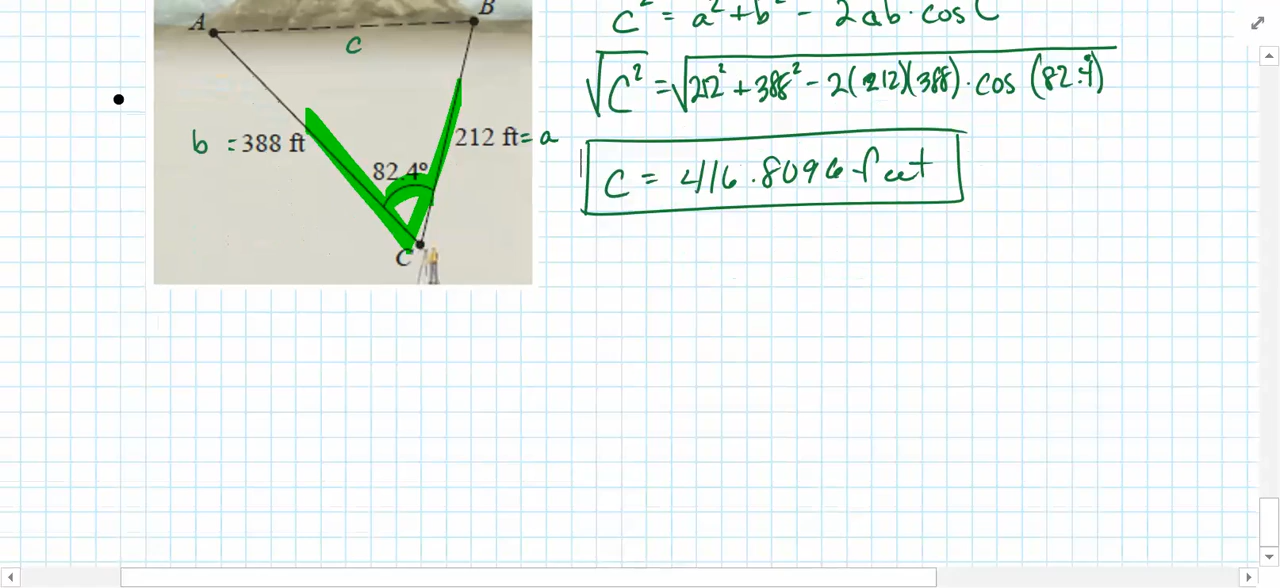 A
B
c
c² = a² + b² - 2ab · cos C
√C² = √212² + 388² - 2(212)(388) · cos (82.4°)
b = 388 ft
212 ft = a
82.4°
C = 416.8096 feet
C